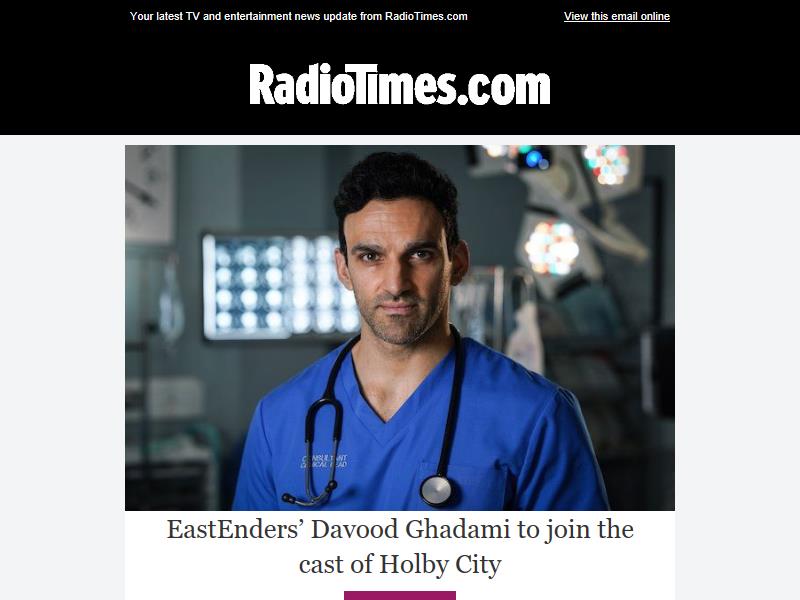 Your latest TV and entertainment news update from RadioTimes.com
View this email online
RadioTimes.com
CONSULTANT
CLINICAL LEAD
EastEnders’ Davood Ghadami to join the
cast of Holby City